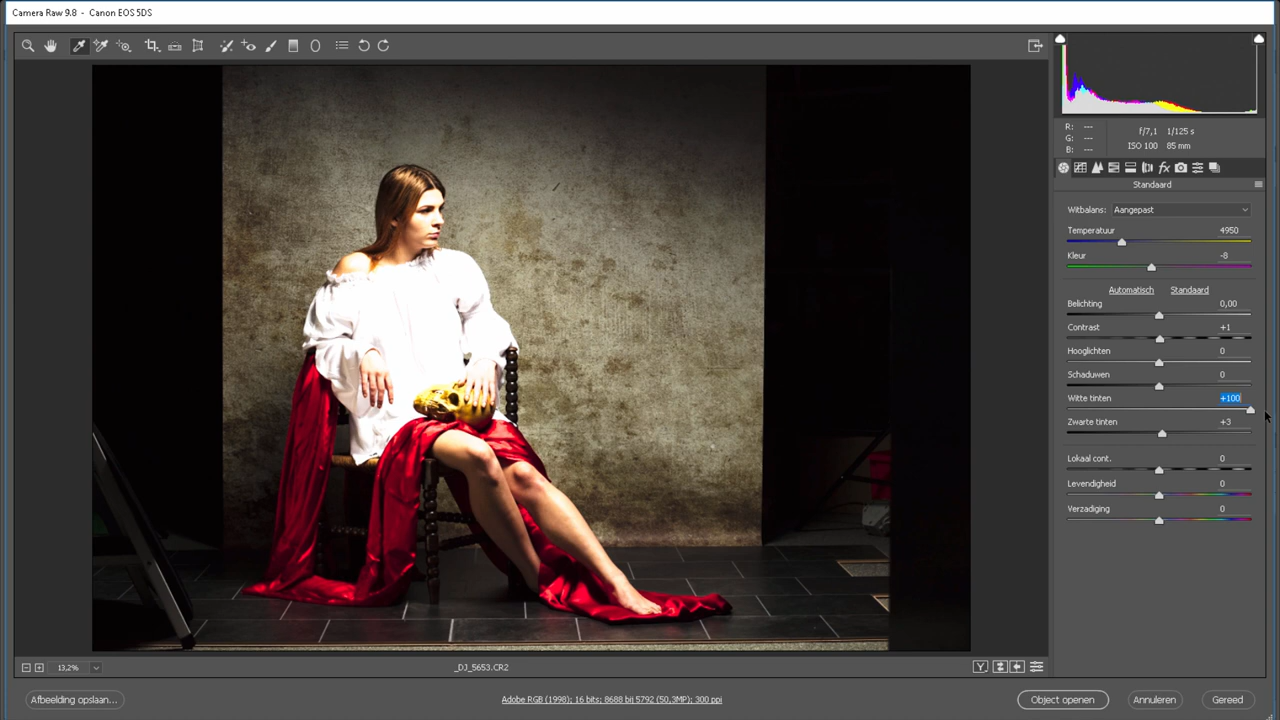 Camera Raw 9.8 - Canon EOS 5DS
R: ---
G: ---
B: ---
f/7,1 1/125 s
ISO 100 85 mm
fx
Standaard
Witbalans: Aangepast
Temperatuur 4950
Kleur -8
Automatisch Standaard
Belichting 0,00
Contrast +1
Hooglichten 0
Schaduwen 0
Witte tinten +100
Zwarte tinten +3
Lokaal cont. 0
Levendigheid 0
Verzadiging 0
13,2%
_DJ_5653.CR2
Y
Afbeelding opslaan...
Adobe RGB (1998); 16 bits; 8688 bij 5792 (50,3MP); 300 ppi
Object openen
Annuleren
Gereed